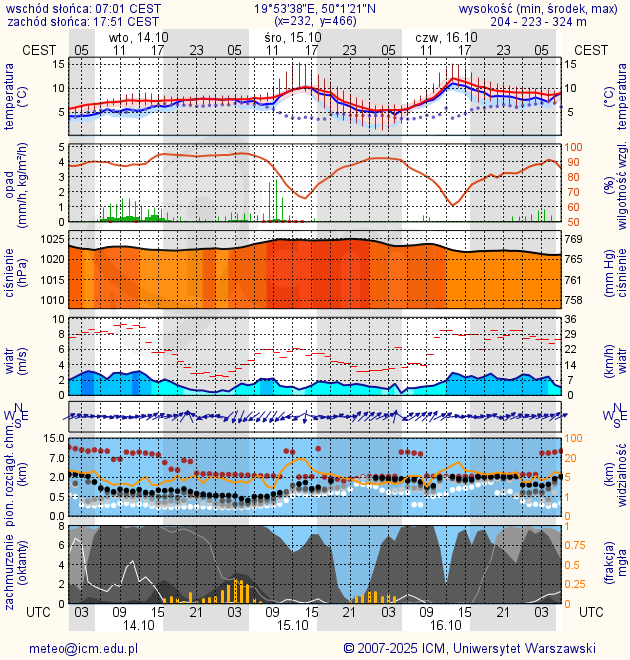 wschód słońca: 07:01 CEST 19°53'38"E, 50°1'21"N wysokość (min, środek, max)
zachód słońca: 17:51 CEST (x=232, y=466) 204 - 223 - 324 m
wto, 14.10 śro, 15.10 czw, 16.10
CEST 05 11 17 23 05 11 17 23 05 11 17 23 05 CEST
temperatura (°C) 15 10 5 15 10 5 temperatura (°C)
opad (mm/h, kg/m²/h) 5 4 3 2 1 0 100 90 80 70 60 50 (%) wilgotność wzgl.
ciśnienie (hPa) 1025 1020 1015 1010 769 765 761 758 (mm Hg) ciśnienie
wiatr (m/s) 10 8 6 4 2 0 36 29 22 14 7 0 (km/h) wiatr
N W E S N W E S
pion. rozciągł. chm. (km) 15.0 7.0 2.0 0.5 0.0 100 20 5 1 0 (km) widzialność
zachmurzenie (oktanty) 8 6 4 2 0 1 0.75 0.5 0.25 0 (frakcja) mgła
UTC 03 09 15 21 03 09 15 21 03 09 15 21 03 UTC
14.10 15.10 16.10
meteo@icm.edu.pl © 2007-2025 ICM, Uniwersytet Warszawski